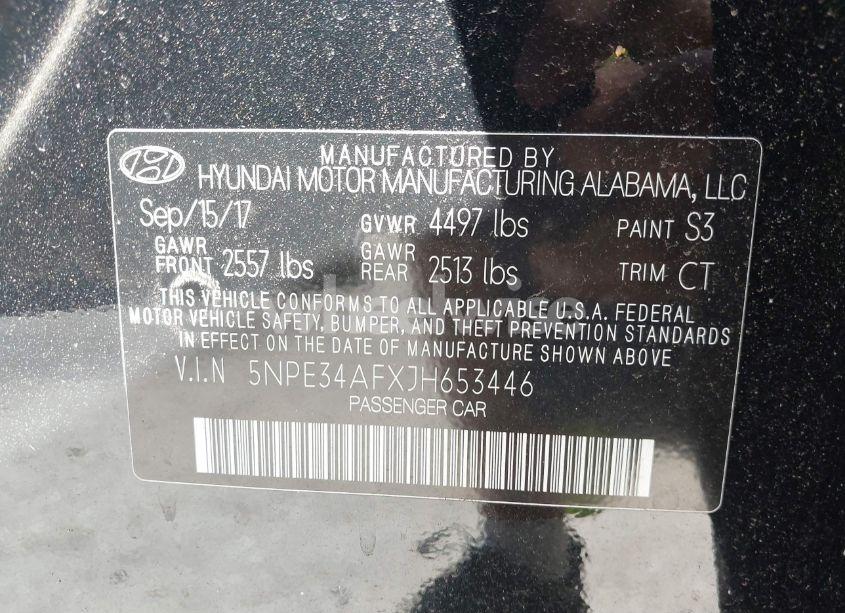 MANUFACTURED BY
HYUNDAI MOTOR MANUFACTURING ALABAMA, LLC
Sep/15/17 GVWR 4497 lbs PAINT S3
GAWR FRONT 2557 lbs GAWR REAR 2513 lbs TRIM CT
THIS VEHICLE CONFORMS TO ALL APPLICABLE U.S.A. FEDERAL
MOTOR VEHICLE SAFETY, BUMPER, AND THEFT PREVENTION STANDARDS
IN EFFECT ON THE DATE OF MANUFACTURE SHOWN ABOVE
V.I.N 5NPE34AFXJH653446
PASSENGER CAR